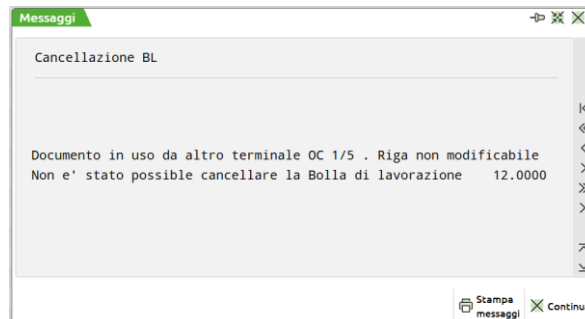 Messaggi
Cancellazione BL
Documento in uso da altro terminale OC 1/5 . Riga non modificabile
Non e' stato possible cancellare la Bolla di lavorazione 12.0000
Stampa
messaggi
Continu